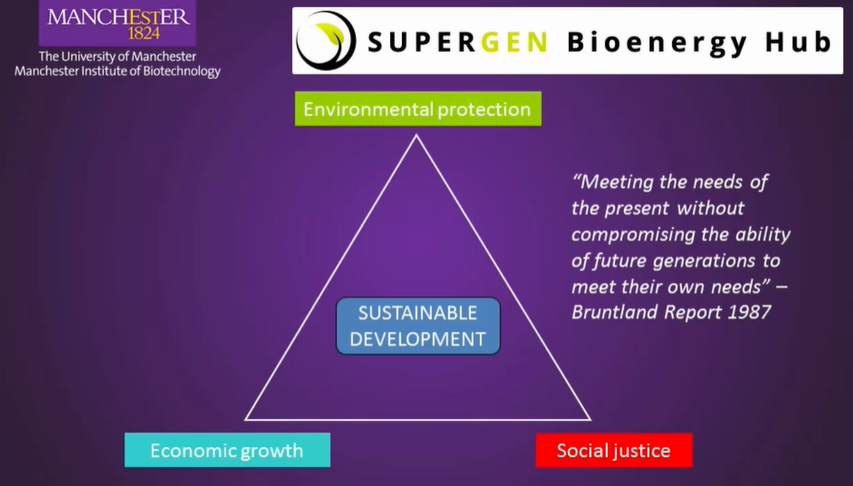 MANCHESTER
1824
The University of Manchester
Manchester Institute of Biotechnology
SUPERGEN Bioenergy Hub
Environmental protection
“Meeting the needs of
the present without
compromising the ability
of future generations to
meet their own needs” –
Bruntland Report 1987
SUSTAINABLE
DEVELOPMENT
Economic growth
Social justice